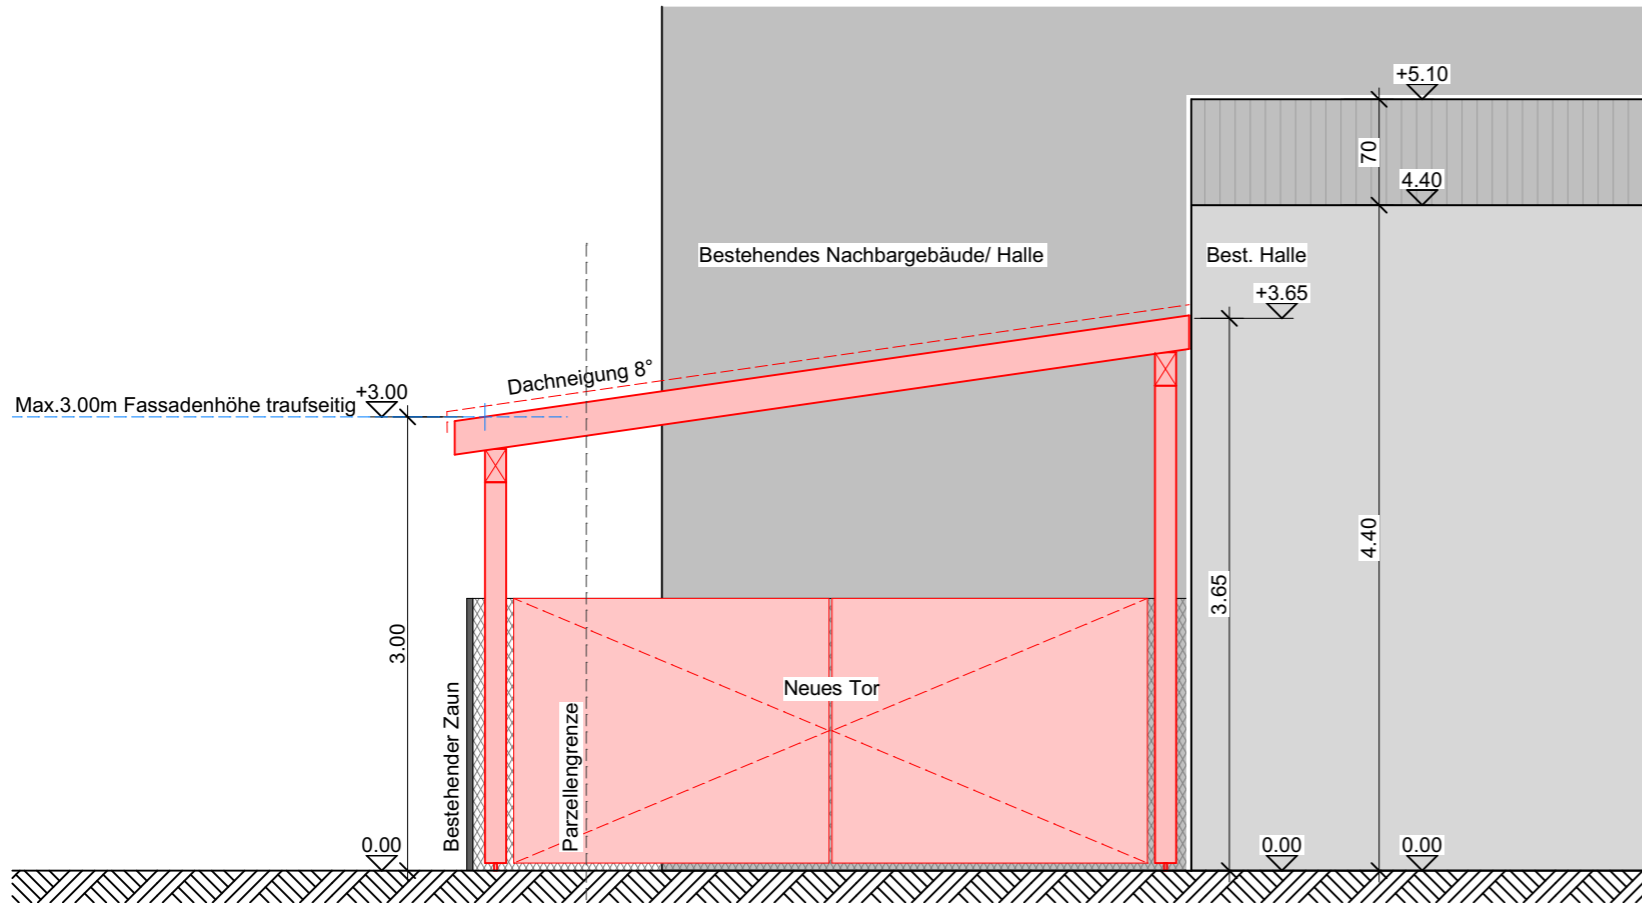 +5.10
70
4.40
Bestehendes Nachbargebäude/ Halle
Best. Halle
+3.65
Dachneigung 8°
+3.00
Max.3.00m Fassadenhöhe traufseitig
4.40
3.65
3.00
Neues Tor
Bestehender Zaun
Parzellengrenze
0.00
0.00
0.00